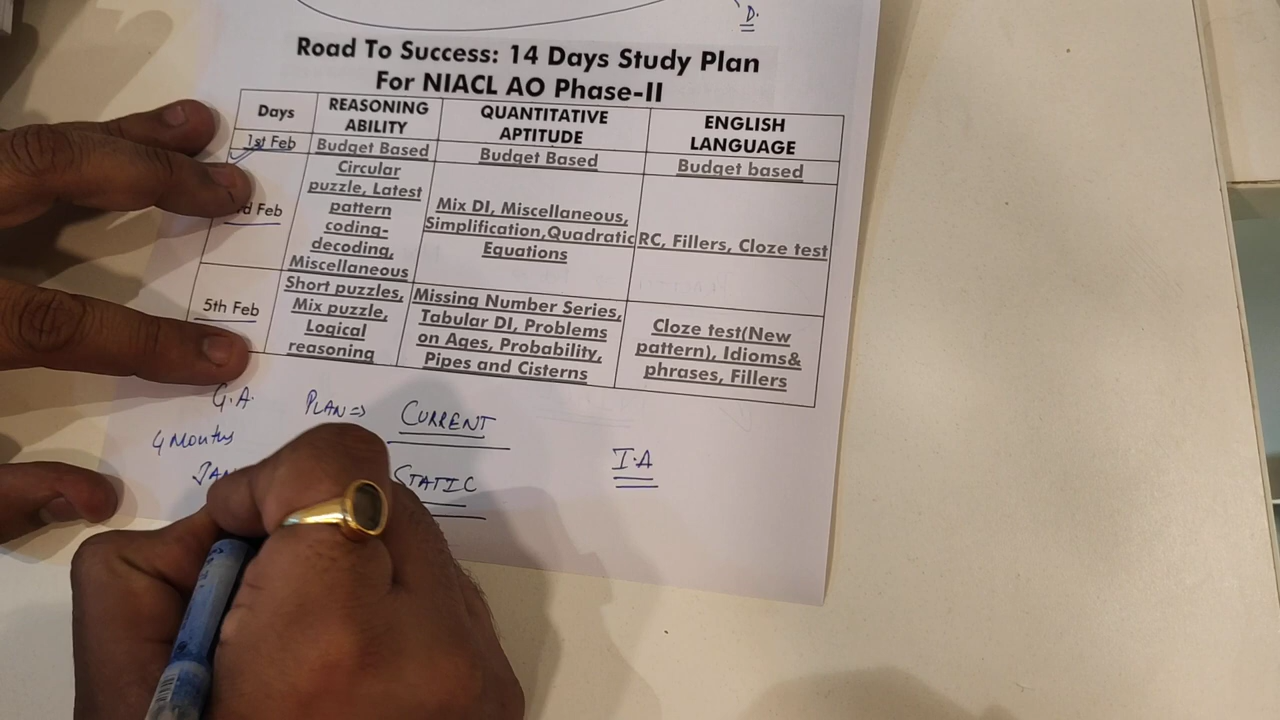 D.
Road To Success: 14 Days Study Plan
For NIACL AO Phase-II
Days
REASONING
ABILITY
QUANTITATIVE
APTITUDE
ENGLISH
LANGUAGE
1st Feb
Budget Based
Budget Based
Budget based
Feb
Circular
puzzle, Latest
pattern
coding-
decoding,
Miscellaneous
Mix DI, Miscellaneous,
Simplification,Quadratic
Equations
RC, Fillers, Cloze test
5th Feb
Short puzzles,
Mix puzzle,
Logical
reasoning
Missing Number Series,
Tabular DI, Problems
on Ages, Probability,
Pipes and Cisterns
Cloze test(New
pattern), Idioms&
phrases, Fillers
G.A. PLAN⇒ CURRENT
4 Months
I.A
JAN
STATIC